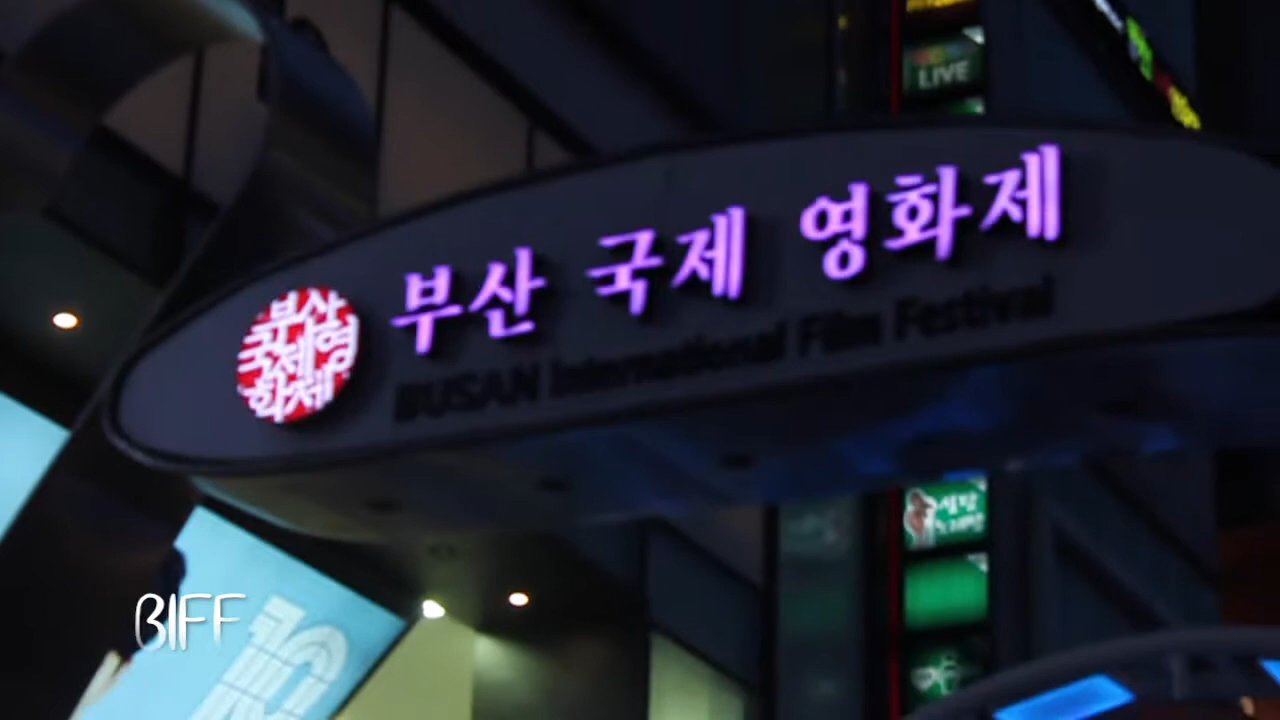 LIVE
부산 국제 영화제
BUSAN International Film Festival
부산
국제영
화제
BIFF